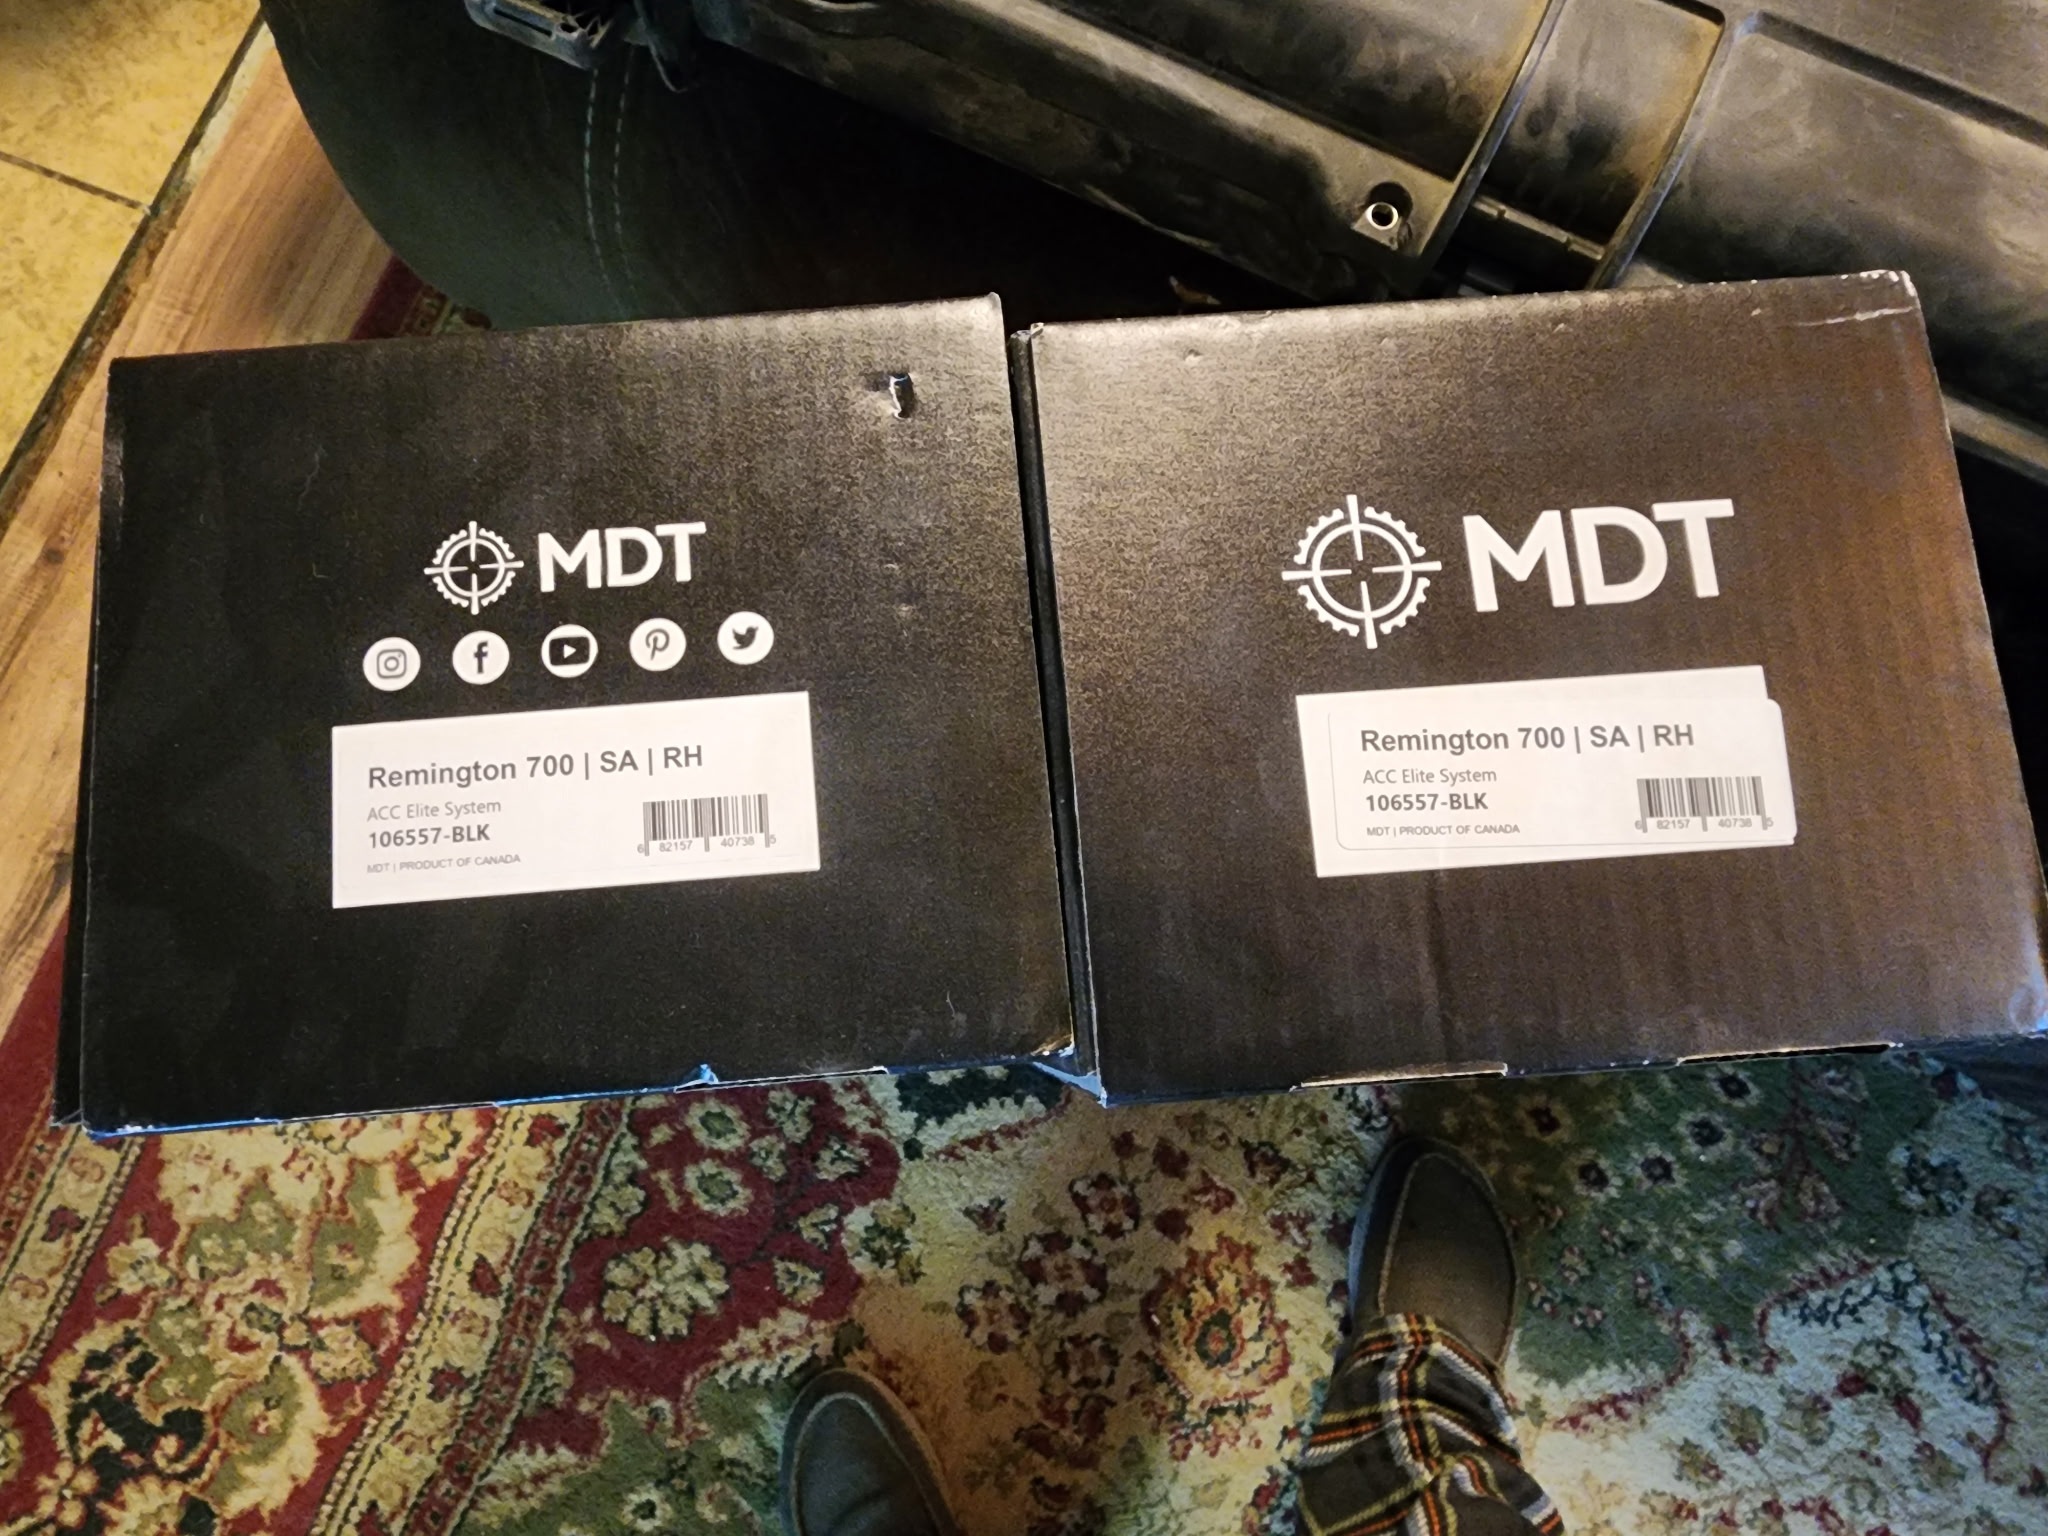 MDT
Remington 700 | SA | RH
ACC Elite System
106557-BLK
MDT | PRODUCT OF CANADA
6 82157 40738 5
MDT
Remington 700 | SA | RH
ACC Elite System
106557-BLK
MDT | PRODUCT OF CANADA
6 82157 40738 5